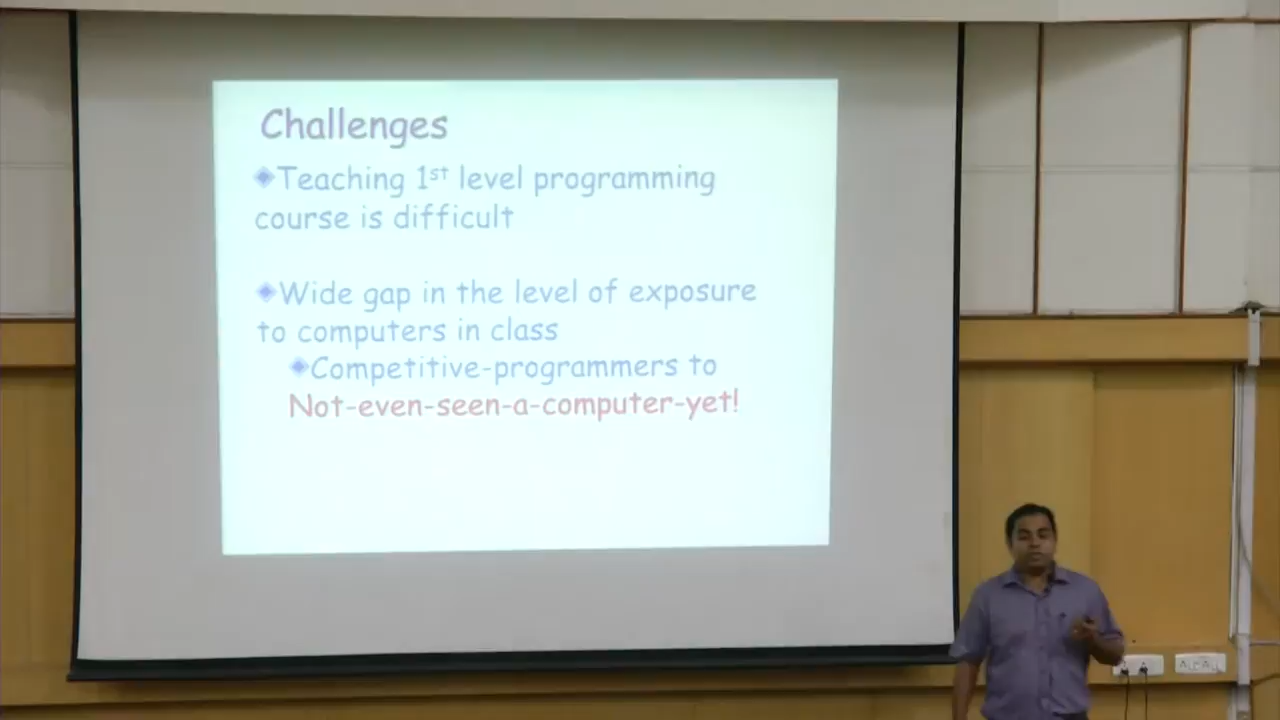 Challenges
Teaching 1st level programming
course is difficult
Wide gap in the level of exposure
to computers in class
Competitive-programmers to
Not-even-seen-a-computer-yet!